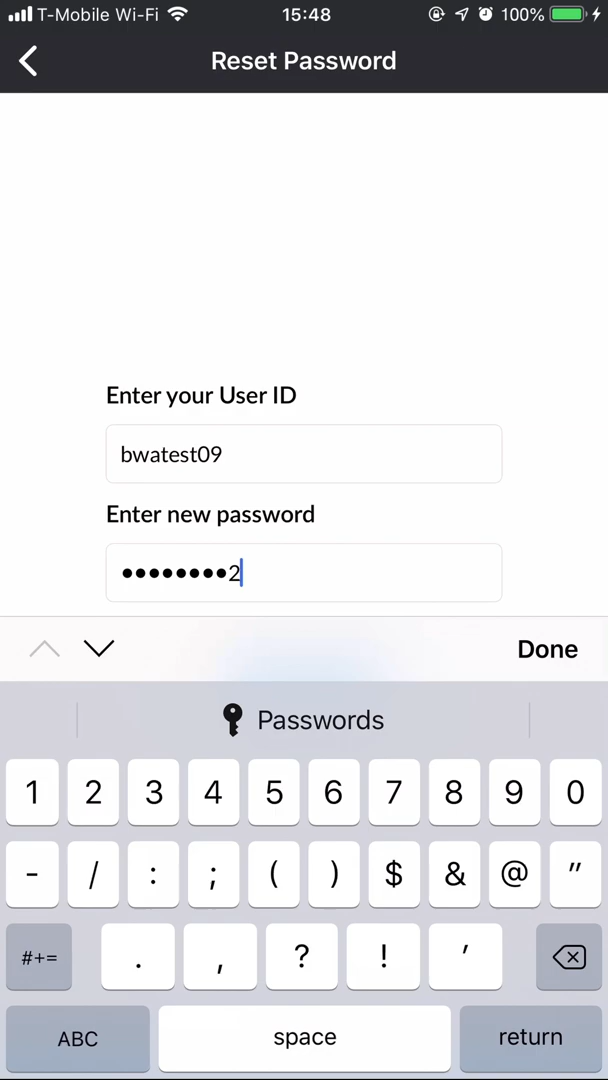 T-Mobile Wi-Fi 15:48 100%
Reset Password
Enter your User ID
bwatest09
Enter new password
••••••••2
Done
Passwords
1 2 3 4 5 6 7 8 9 0
- / : ; ( ) $ & @ "
#+= . , ? ! '
ABC space return